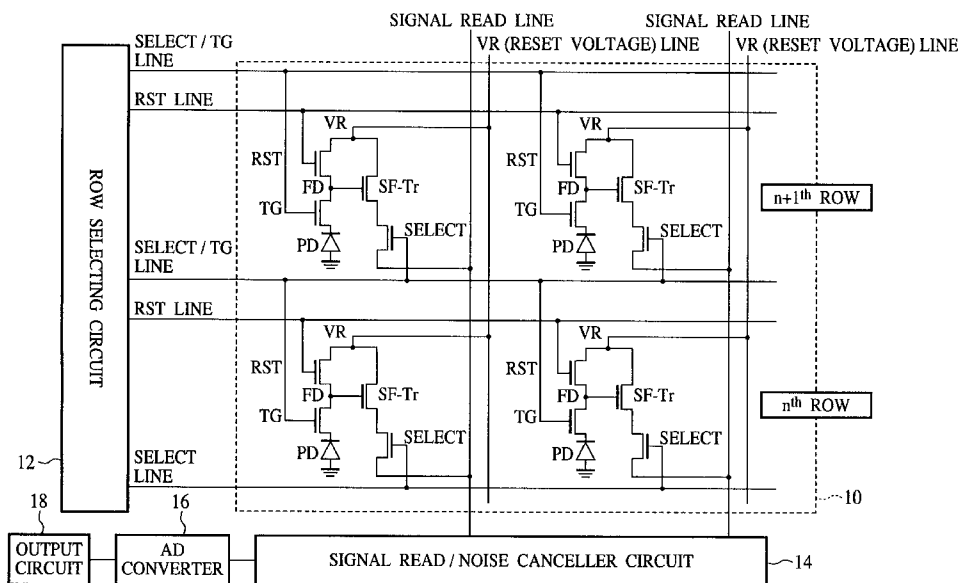 SIGNAL READ LINE
SIGNAL READ LINE
VR (RESET VOLTAGE) LINE
VR (RESET VOLTAGE) LINE
SELECT / TG
LINE
RST LINE
VR
VR
RST
RST
FD
SF-Tr
FD
SF-Tr
n+1th ROW
TG
TG
SELECT
SELECT
PD
PD
ROW SELECTING CIRCUIT
SELECT / TG
LINE
RST LINE
VR
VR
RST
RST
FD
SF-Tr
FD
SF-Tr
nth ROW
TG
TG
SELECT
SELECT
PD
PD
12
SELECT
LINE
10
18
16
OUTPUT
CIRCUIT
AD
CONVERTER
SIGNAL READ / NOISE CANCELLER CIRCUIT
14